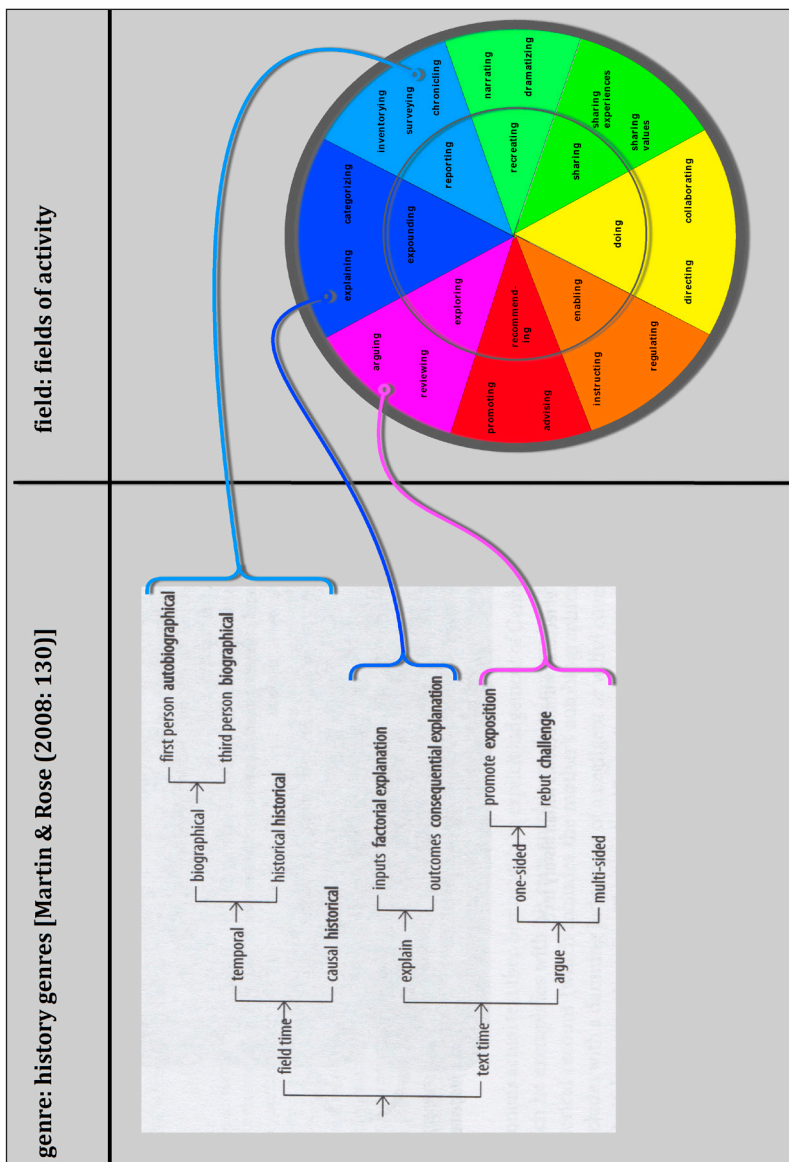 genre: history genres [Martin & Rose (2008: 130)]
field: fields of activity
field time
text time
temporal
causal historical
biographical
historical historical
first person autobiographical
third person biographical
explain
argue
inputs factorial explanation
outcomes consequential explanation
one-sided
multi-sided
promote exposition
rebut challenge
explaining
categorizing
expounding
inventorying
surveying
chronicling
reporting
narrating
dramatizing
recreating
sharing
experiences
sharing
values
sharing
collaborating
directing
doing
regulating
instructing
enabling
advising
promoting
recommend-
ing
reviewing
arguing
exploring